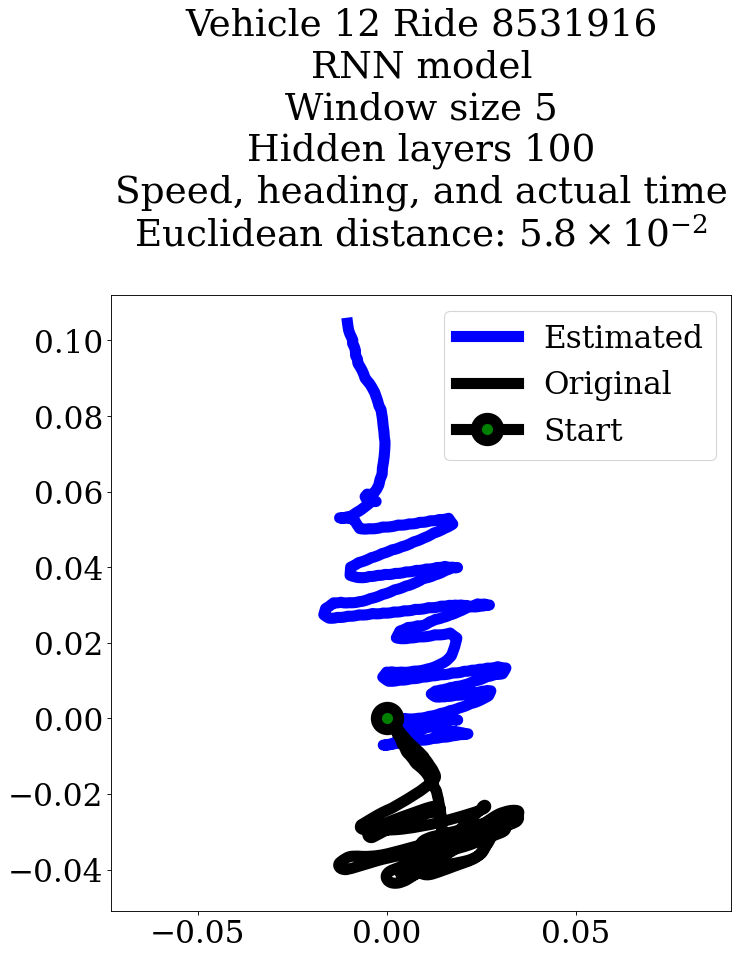 Vehicle 12 Ride 8531916
RNN model
Window size 5
Hidden layers 100
Speed, heading, and actual time
Euclidean distance: 5.8 × 10⁻²
Estimated
Original
Start
0.10
0.08
0.06
0.04
0.02
0.00
−0.02
−0.04
−0.05 0.00 0.05